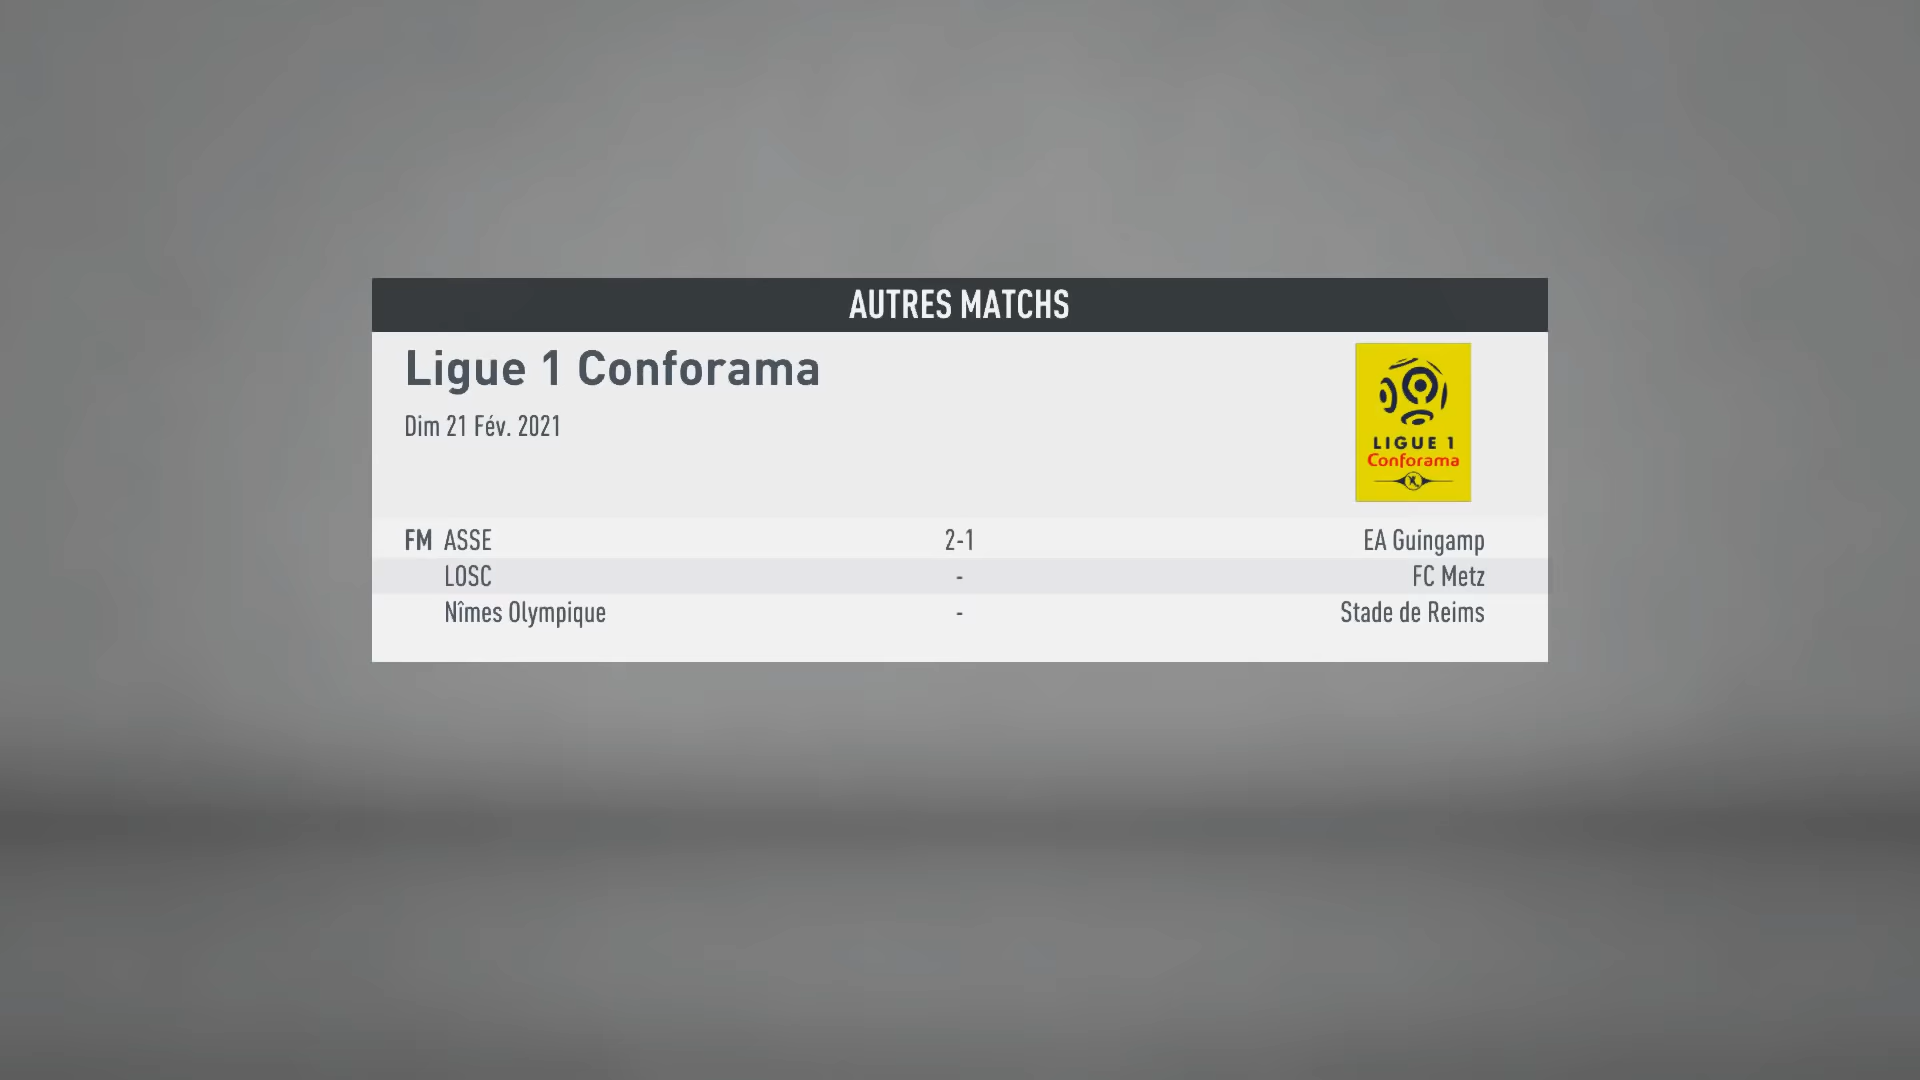 AUTRES MATCHS
Ligue 1 Conforama
Dim 21 Fév. 2021
LIGUE 1
Conforama
FM ASSE 2-1 EA Guingamp
LOSC - FC Metz
Nîmes Olympique - Stade de Reims